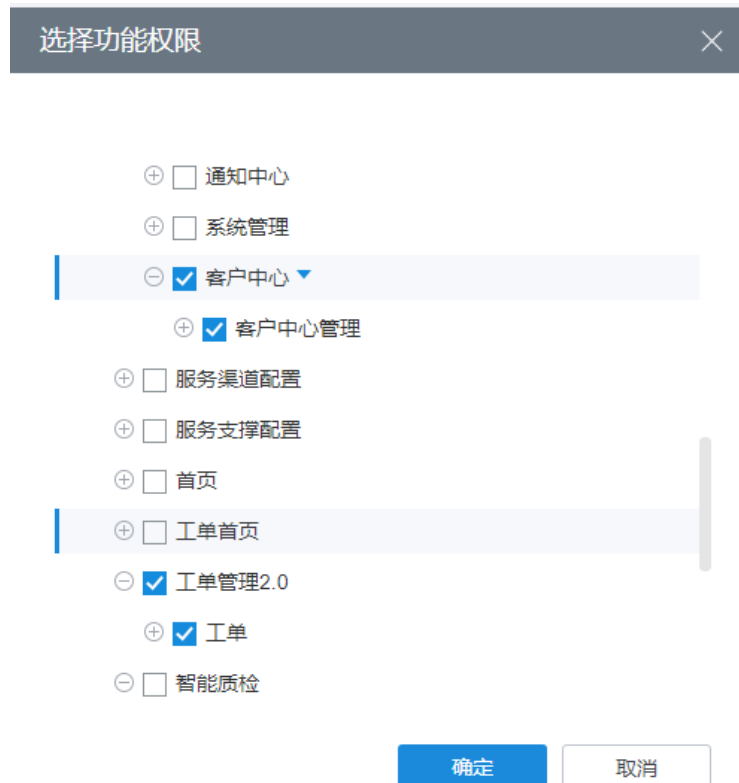 选择功能权限
通知中心
系统管理
客户中心
客户中心管理
服务渠道配置
服务支撑配置
首页
工单首页
工单管理2.0
工单
智能质检
确定
取消